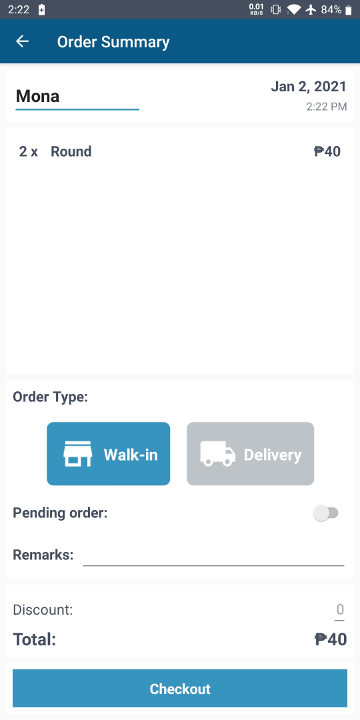 2:22 0.01 KB/S 84%
Order Summary
Mona Jan 2, 2021
2:22 PM
2 x Round ₱40
Order Type:
Walk-in Delivery
Pending order:
Remarks:
Discount: 0
Total: ₱40
Checkout